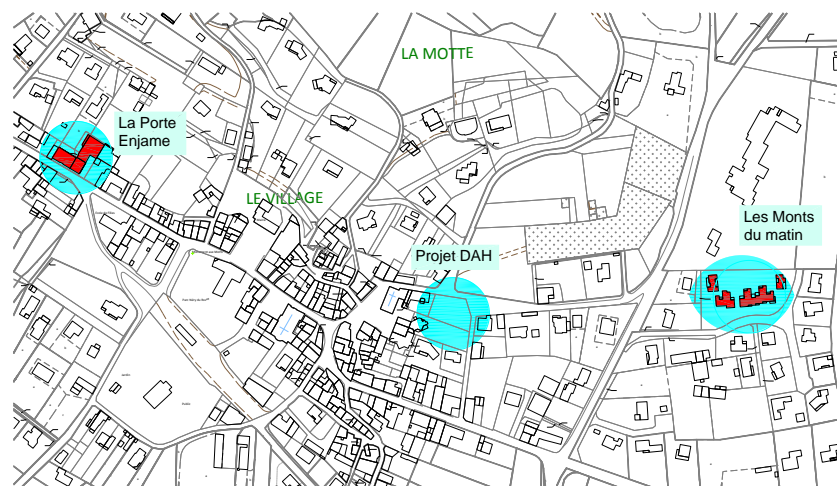 LA MOTTE
La Porte
Enjame
LE VILLAGE
Les Monts
du matin
Projet DAH